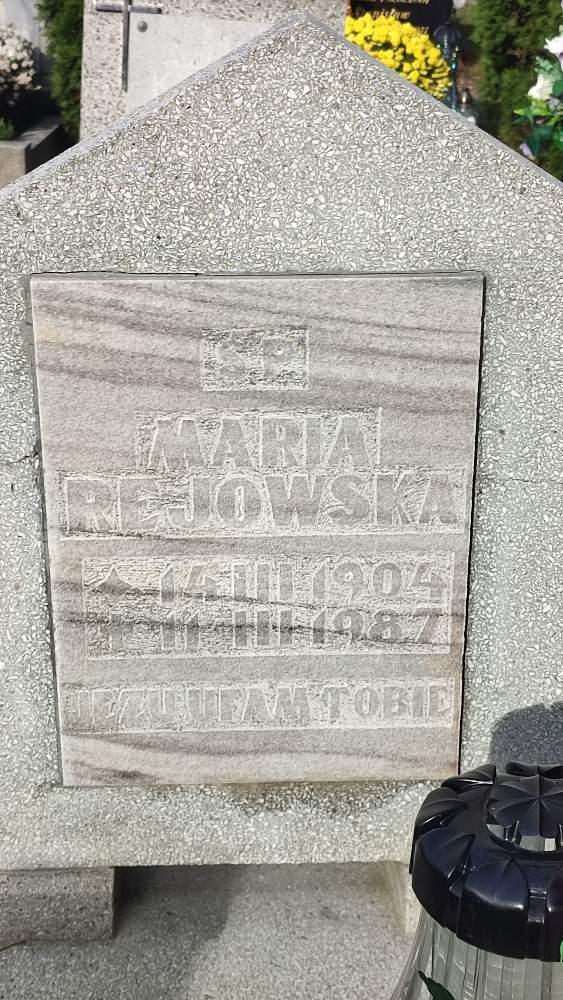 SP
MARIA
REJOWSKA
14 III 1904
11 III 1987
JEZU UFAM TOBIE